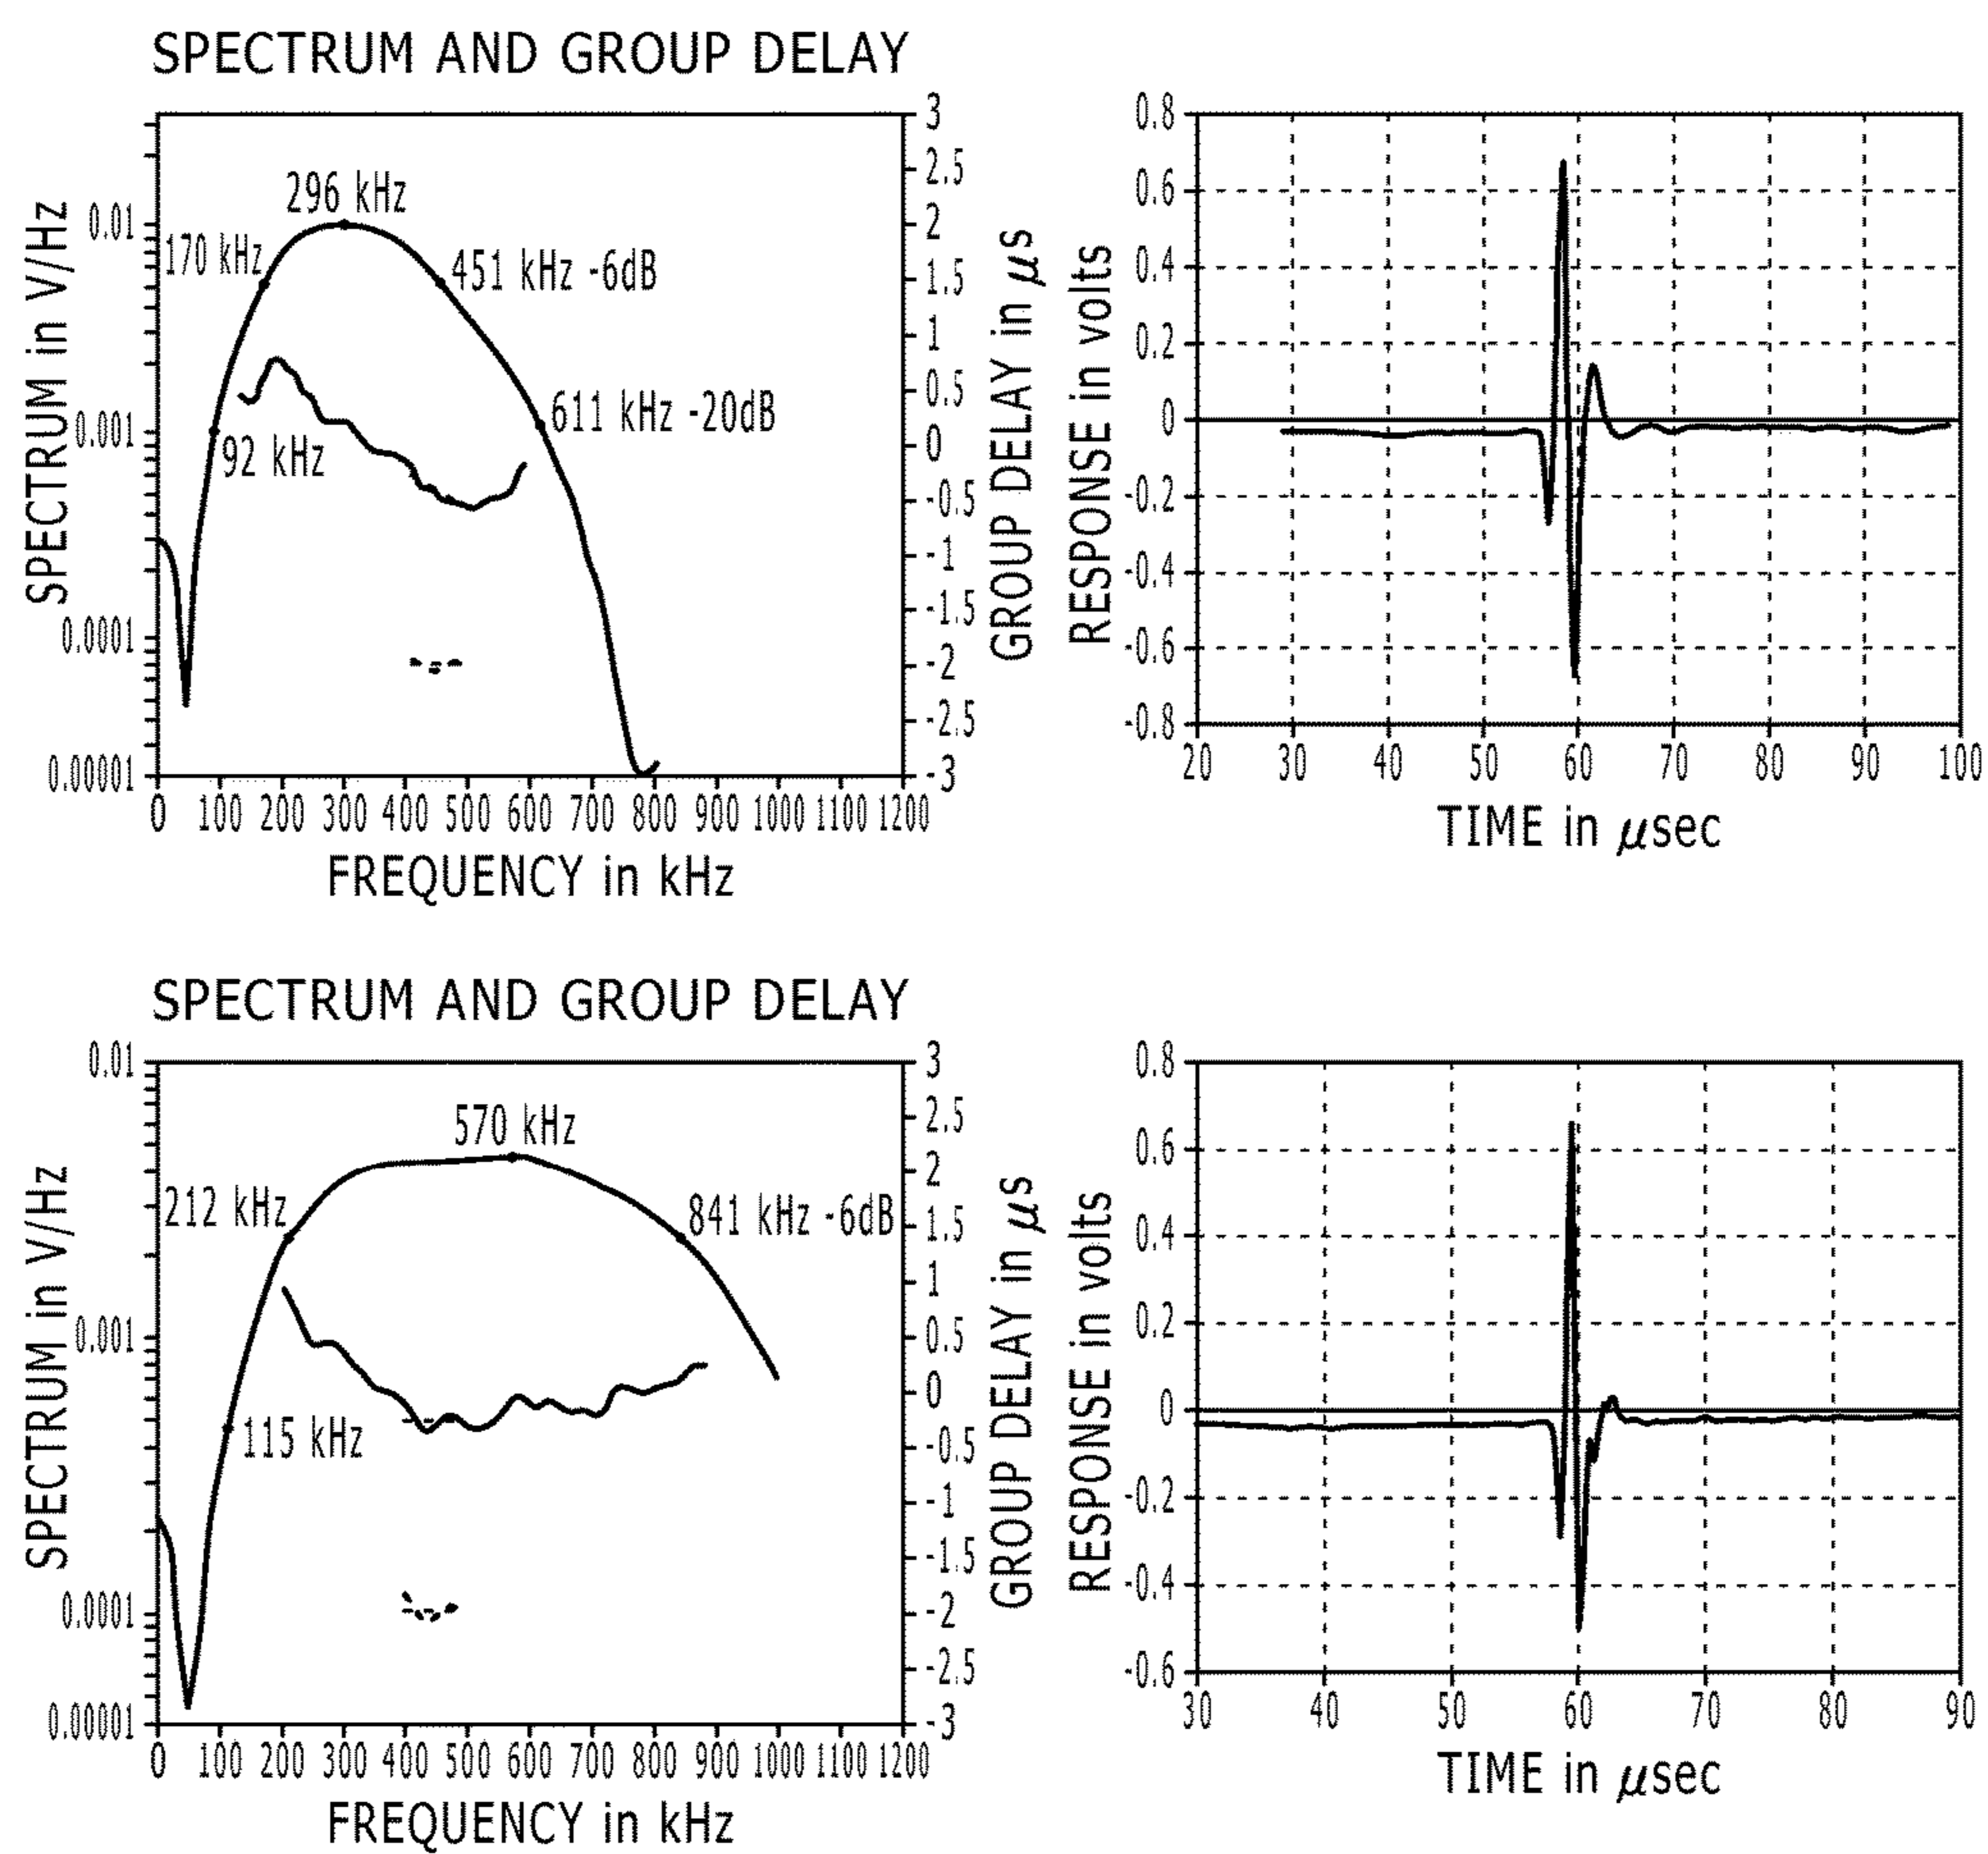 SPECTRUM AND GROUP DELAY
SPECTRUM in V/Hz
0.01
0.001
0.0001
0.00001
296 kHz
170 kHz
451 kHz -6dB
92 kHz
611 kHz -20dB
3
2.5
2
1.5
1
0.5
0
-0.5
-1
-1.5
-2
-2.5
-3
GROUP DELAY in μs
0 100 200 300 400 500 600 700 800 900 1000 1100 1200
FREQUENCY in kHz
RESPONSE in volts
0.8
0.6
0.4
0.2
0
-0.2
-0.4
-0.6
-0.8
20 30 40 50 60 70 80 90 100
TIME in μsec
SPECTRUM AND GROUP DELAY
SPECTRUM in V/Hz
0.01
0.001
0.0001
0.00001
570 kHz
212 kHz
841 kHz -6dB
115 kHz
3
2.5
2
1.5
1
0.5
0
-0.5
-1
-1.5
-2
-2.5
-3
GROUP DELAY in μs
0 100 200 300 400 500 600 700 800 900 1000 1100 1200
FREQUENCY in kHz
RESPONSE in volts
0.8
0.6
0.4
0.2
0
-0.2
-0.4
-0.6
30 40 50 60 70 80 90
TIME in μsec